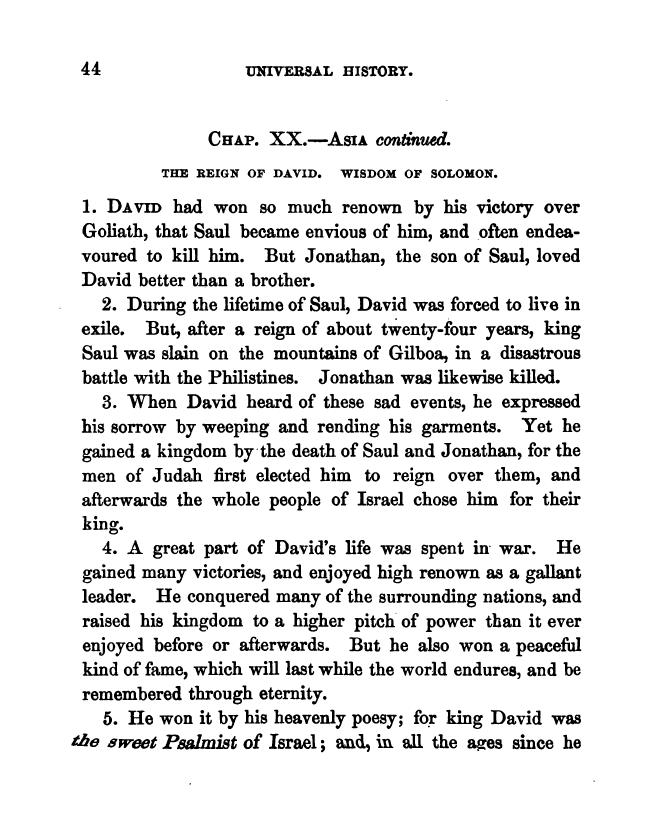 44 UNIVERSAL HISTORY.
CHAP. XX.—ASIA continued.
THE REIGN OF DAVID. WISDOM OF SOLOMON.
1. DAVID had won so much renown by his victory over
Goliath, that Saul became envious of him, and often endea-
voured to kill him. But Jonathan, the son of Saul, loved
David better than a brother.
2. During the lifetime of Saul, David was forced to live in
exile. But, after a reign of about twenty-four years, king
Saul was slain on the mountains of Gilboa, in a disastrous
battle with the Philistines. Jonathan was likewise killed.
3. When David heard of these sad events, he expressed
his sorrow by weeping and rending his garments. Yet he
gained a kingdom by the death of Saul and Jonathan, for the
men of Judah first elected him to reign over them, and
afterwards the whole people of Israel chose him for their
king.
4. A great part of David's life was spent in war. He
gained many victories, and enjoyed high renown as a gallant
leader. He conquered many of the surrounding nations, and
raised his kingdom to a higher pitch of power than it ever
enjoyed before or afterwards. But he also won a peaceful
kind of fame, which will last while the world endures, and be
remembered through eternity.
5. He won it by his heavenly poesy; for king David was
the sweet Psalmist of Israel; and, in all the ages since he